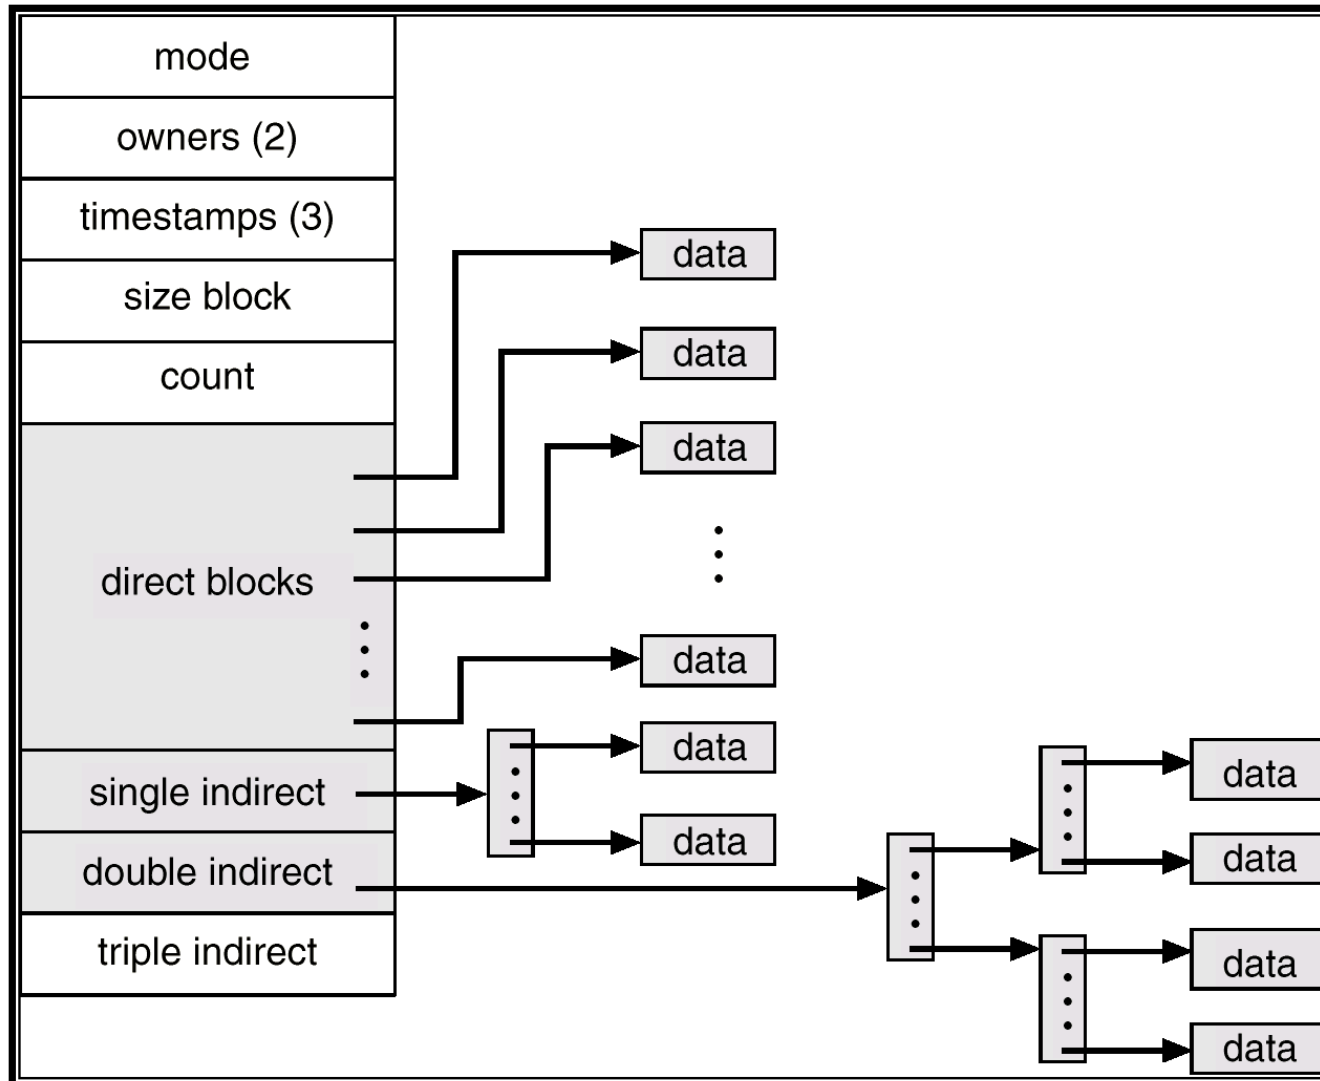 mode
owners (2)
timestamps (3)
size block
count
direct blocks
single indirect
double indirect
triple indirect
data
data
data
data
data
data
data
data
data
data